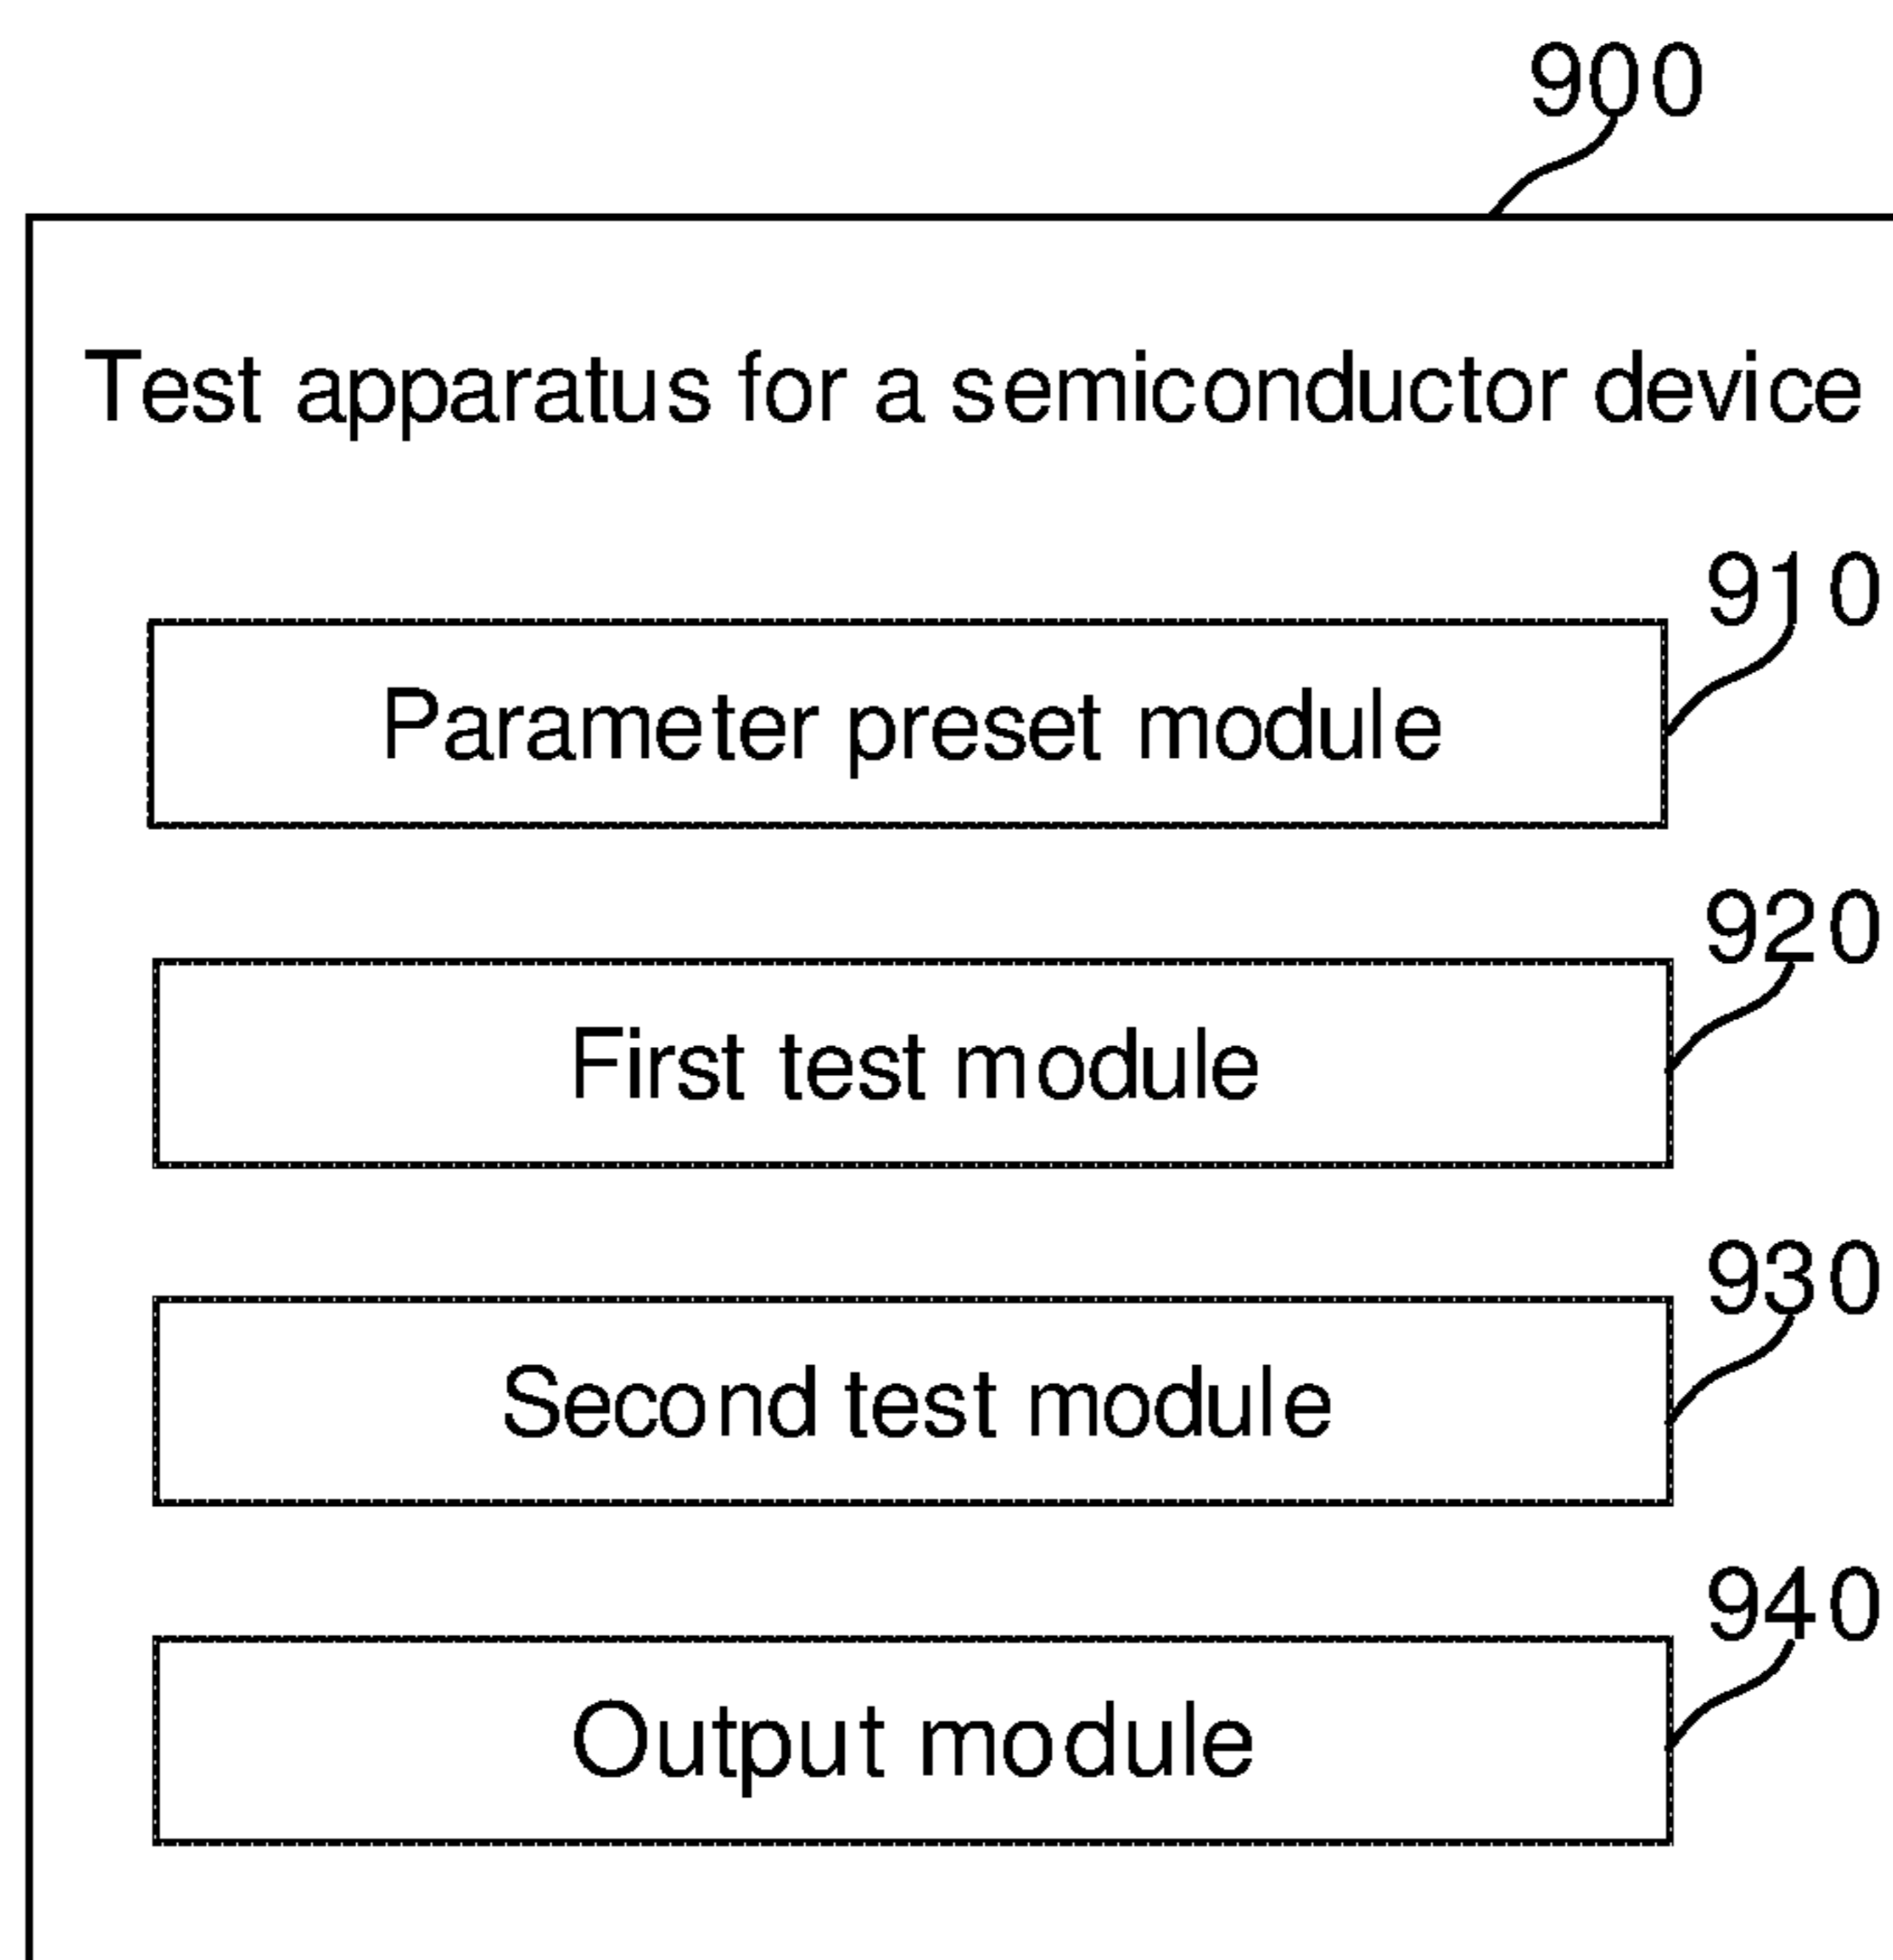 900
Test apparatus for a semiconductor device
910
Parameter preset module
920
First test module
930
Second test module
940
Output module